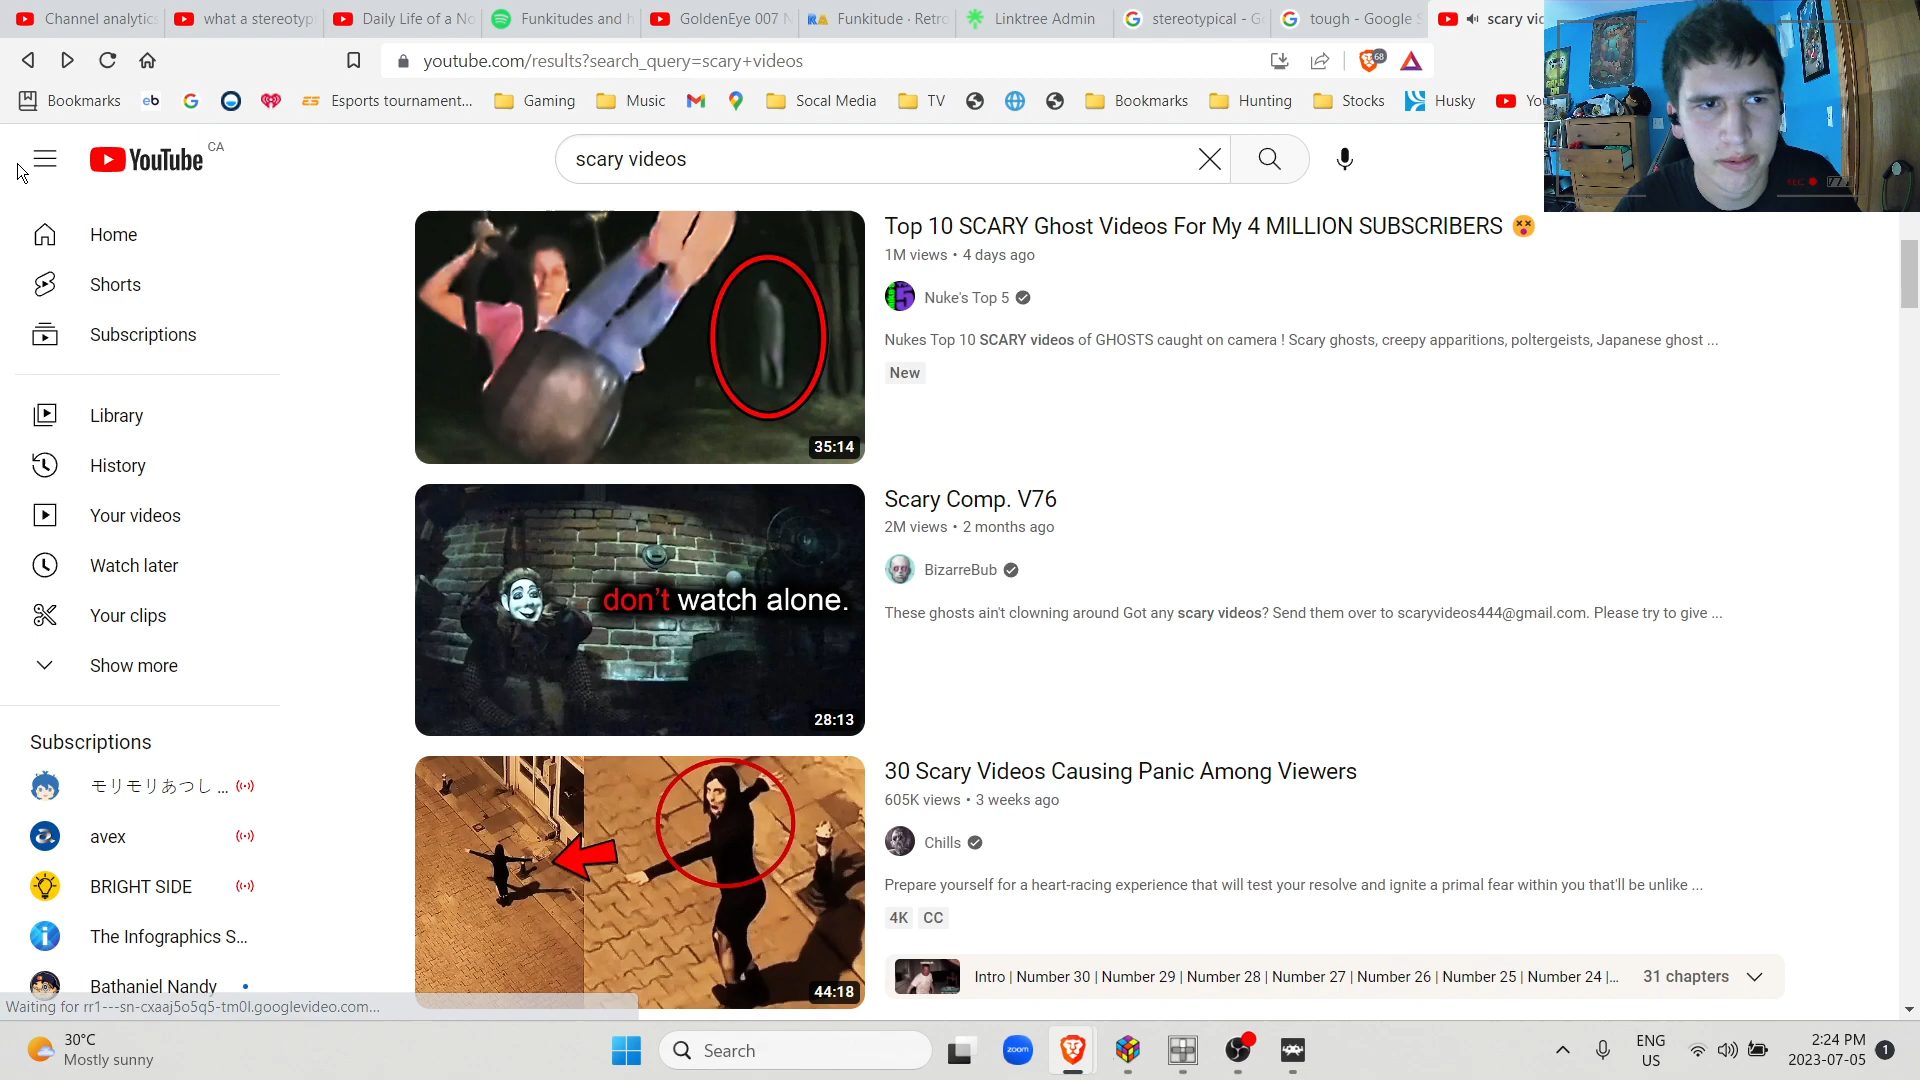 Channel analytics
what a stereotypi
Daily Life of a No
Funkitudes and h
GoldenEye 007 N
Funkitude · Retro
Linktree Admin
stereotypical - Go
tough - Google S
scary vid
youtube.com/results?search_query=scary+videos
68
Bookmarks
eb
Esports tournament...
Gaming
Music
Socal Media
TV
Bookmarks
Hunting
Stocks
Husky
You
YouTube CA
scary videos
REC
Home
Shorts
Subscriptions
Library
History
Your videos
Watch later
Your clips
Show more
Subscriptions
モリモリあつし ...
avex
BRIGHT SIDE
The Infographics S...
Bathaniel Nandy
35:14
Top 10 SCARY Ghost Videos For My 4 MILLION SUBSCRIBERS 😵
1M views • 4 days ago
Nuke's Top 5
Nukes Top 10 SCARY videos of GHOSTS caught on camera ! Scary ghosts, creepy apparitions, poltergeists, Japanese ghost ...
New
don't watch alone.
28:13
Scary Comp. V76
2M views • 2 months ago
BizarreBub
These ghosts ain't clowning around Got any scary videos? Send them over to scaryvideos444@gmail.com. Please try to give ...
44:18
30 Scary Videos Causing Panic Among Viewers
605K views • 3 weeks ago
Chills
Prepare yourself for a heart-racing experience that will test your resolve and ignite a primal fear within you that'll be unlike ...
4K CC
Intro | Number 30 | Number 29 | Number 28 | Number 27 | Number 26 | Number 25 | Number 24 |... 31 chapters
Waiting for rr1---sn-cxaaj5o5q5-tm0l.googlevideo.com...
30°C
Mostly sunny
Search
zoom
ENG
US
2:24 PM
2023-07-05
1